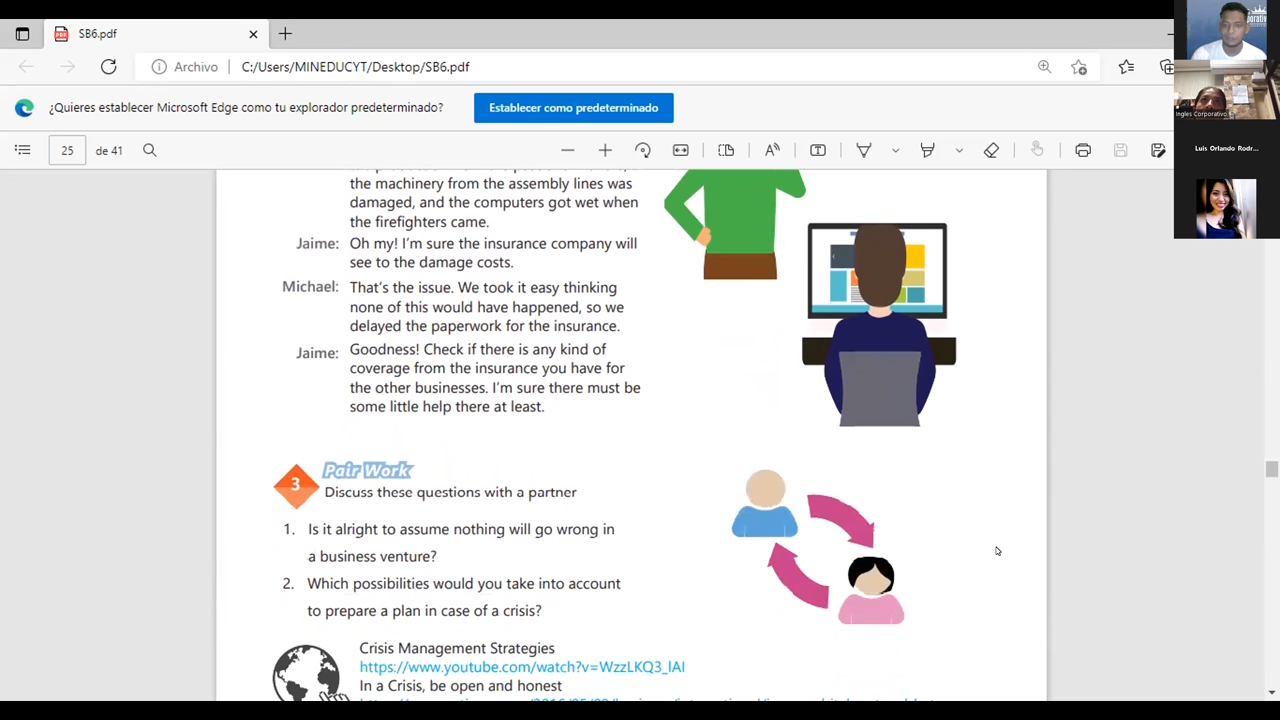 SB6.pdf
Archivo
C:/Users/MINEDUCYT/Desktop/SB6.pdf
¿Quieres establecer Microsoft Edge como tu explorador predeterminado?
Establecer como predeterminado
25
de 41
the machinery from the assembly lines was
damaged, and the computers got wet when
the firefighters came.
Jaime: Oh my! I'm sure the insurance company will
see to the damage costs.
Michael: That's the issue. We took it easy thinking
none of this would have happened, so we
delayed the paperwork for the insurance.
Jaime: Goodness! Check if there is any kind of
coverage from the insurance you have for
the other businesses. I'm sure there must be
some little help there at least.
3
Pair Work
Discuss these questions with a partner
1. Is it alright to assume nothing will go wrong in
a business venture?
2. Which possibilities would you take into account
to prepare a plan in case of a crisis?
Crisis Management Strategies
https://www.youtube.com/watch?v=WzzLKQ3_lAI
In a Crisis, be open and honest
Ingles Corporativo
Luis Orlando Rodr...